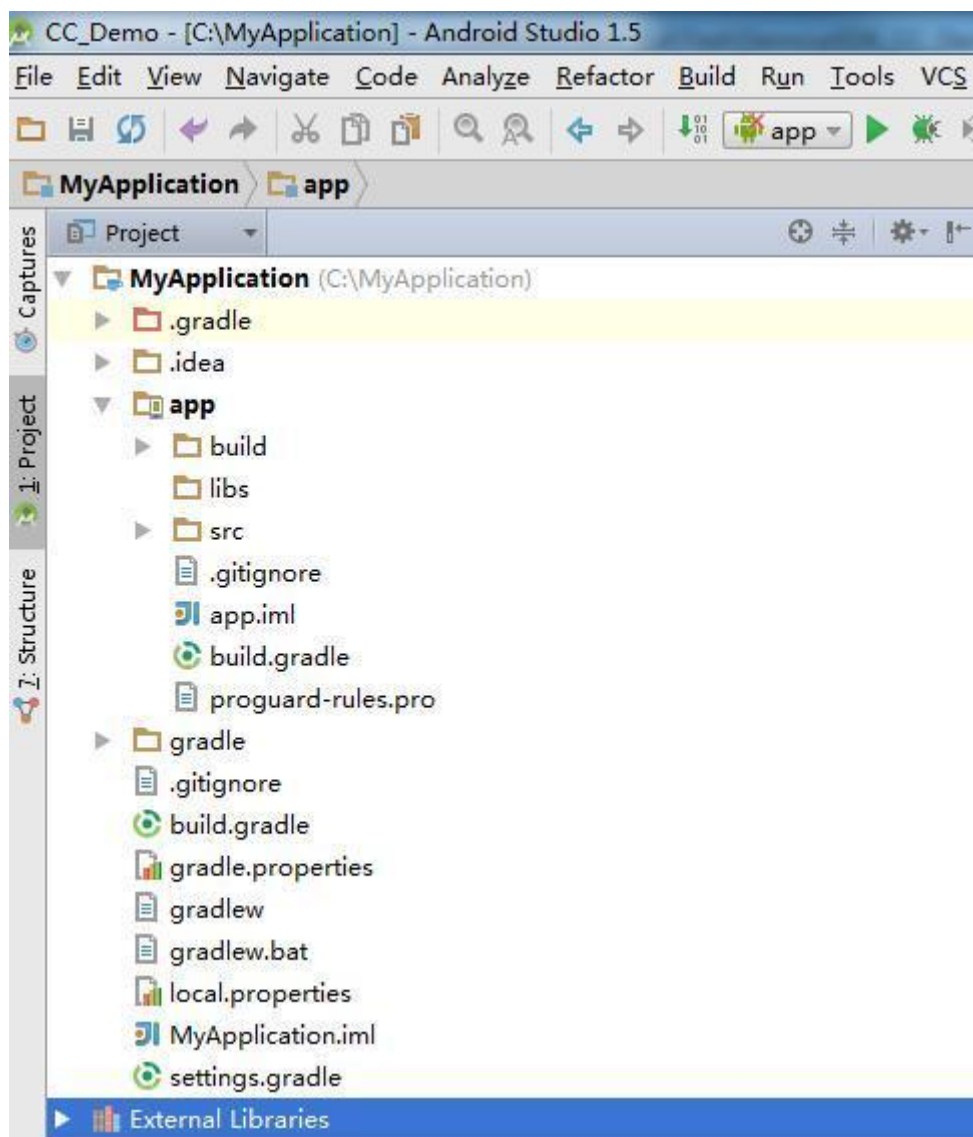 CC_Demo - [C:\MyApplication] - Android Studio 1.5
File Edit View Navigate Code Analyze Refactor Build Run Tools VCS
app
MyApplication app
Captures
1: Project
7: Structure
Project
MyApplication (C:\MyApplication)
.gradle
.idea
app
build
libs
src
.gitignore
app.iml
build.gradle
proguard-rules.pro
gradle
.gitignore
build.gradle
gradle.properties
gradlew
gradlew.bat
local.properties
MyApplication.iml
settings.gradle
External Libraries